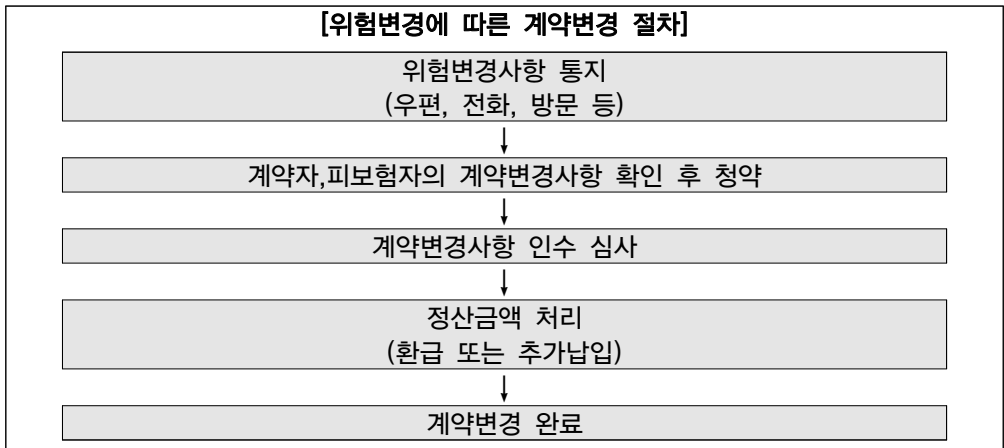 [위험변경에 따른 계약변경 절차]
위험변경사항 통지
(우편, 전화, 방문 등)
계약자,피보험자의 계약변경사항 확인 후 청약
계약변경사항 인수 심사
정산금액 처리
(환급 또는 추가납입)
계약변경 완료